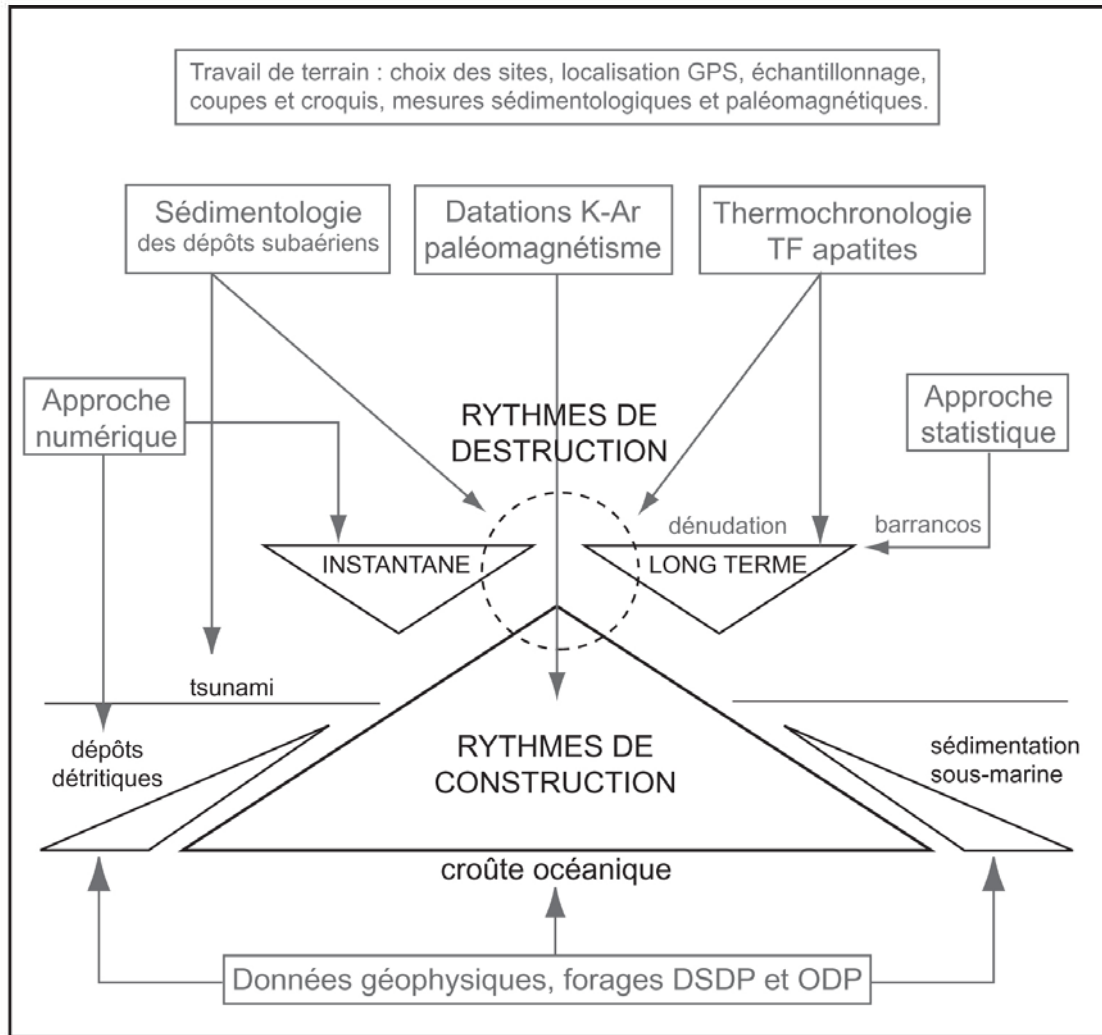 Travail de terrain : choix des sites, localisation GPS, échantillonnage,
coupes et croquis, mesures sédimentologiques et paléomagnétiques.
Sédimentologie
des dépôts subaériens
Datations K-Ar
paléomagnétisme
Thermochronologie
TF apatites
Approche
numérique
RYTHMES DE
DESTRUCTION
Approche
statistique
dénudation
barrancos
INSTANTANE
LONG TERME
tsunami
dépôts
détritiques
RYTHMES DE
CONSTRUCTION
sédimentation
sous-marine
croûte océanique
Données géophysiques, forages DSDP et ODP